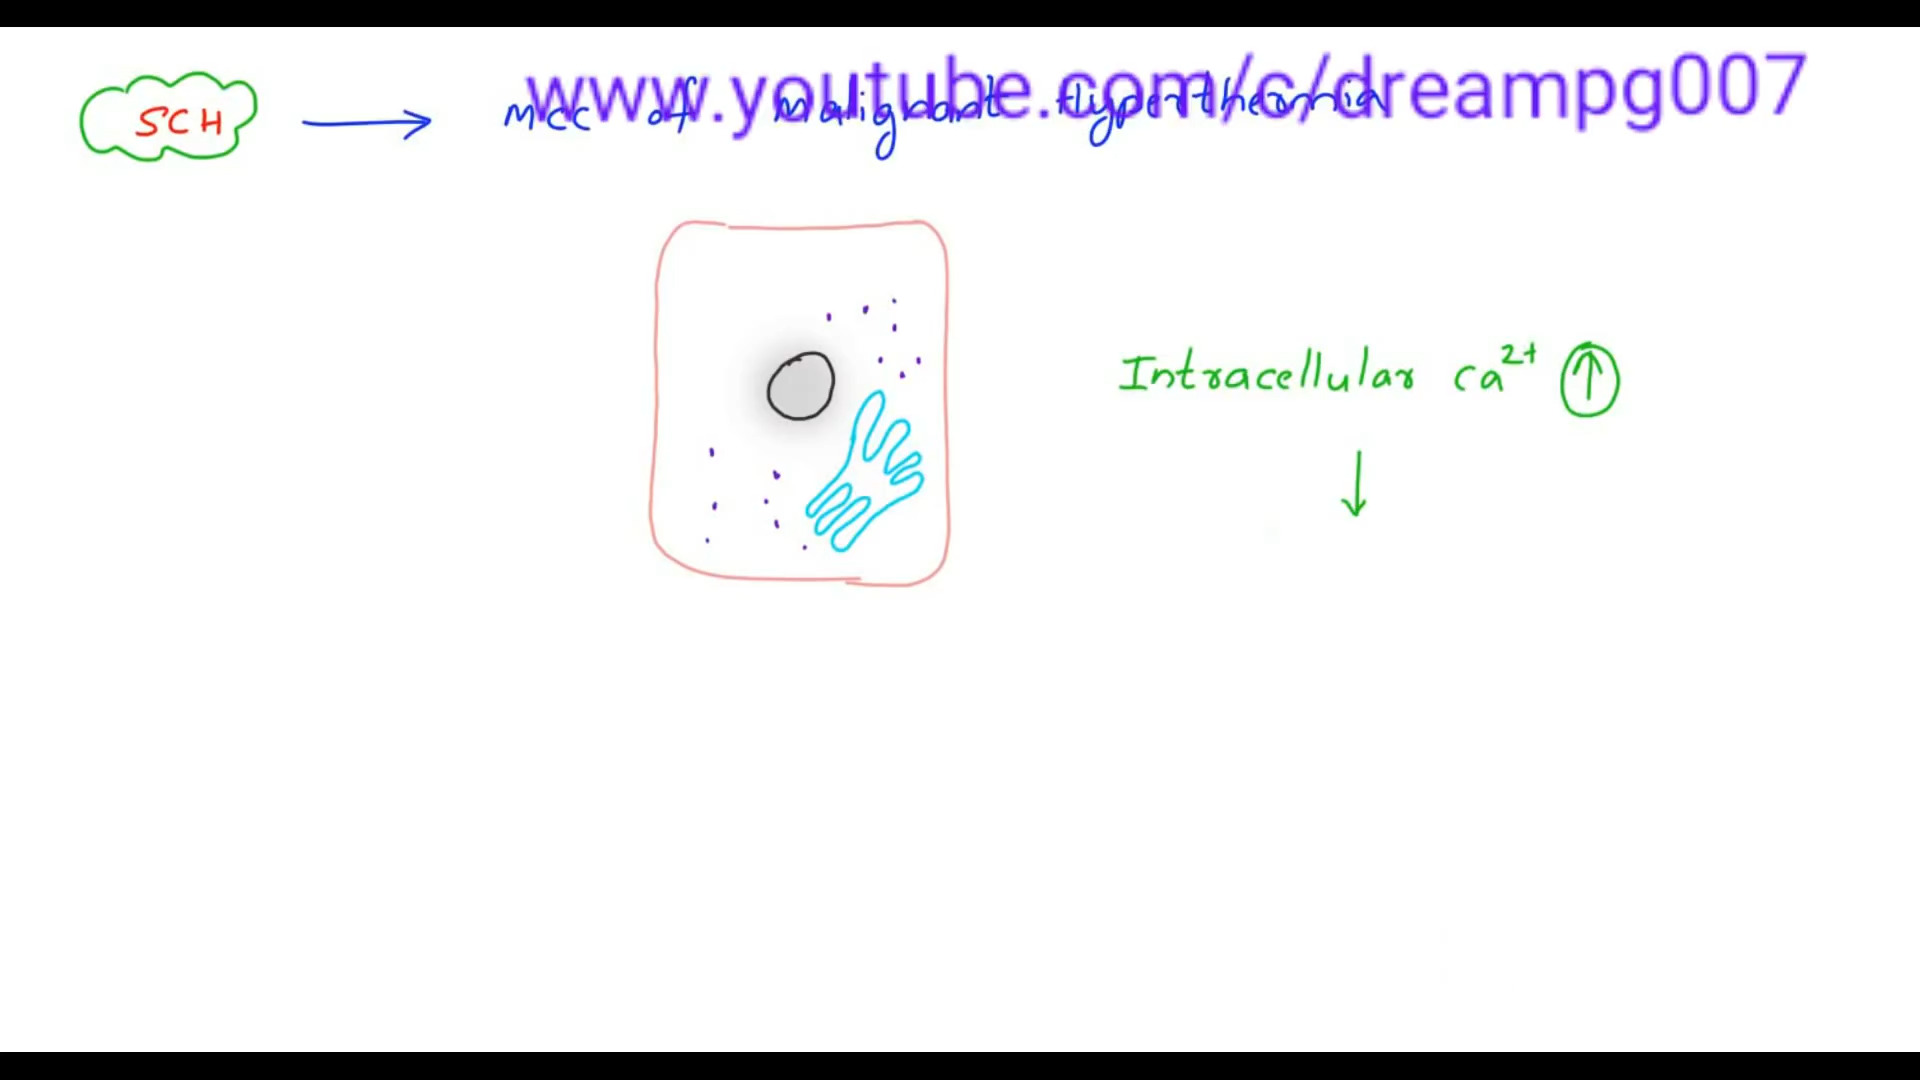 www.youtube.com/c/dreampg007
SCH → Mcc of Malignant Hyperthermia
Intracellular Ca²⁺ ↑
↓